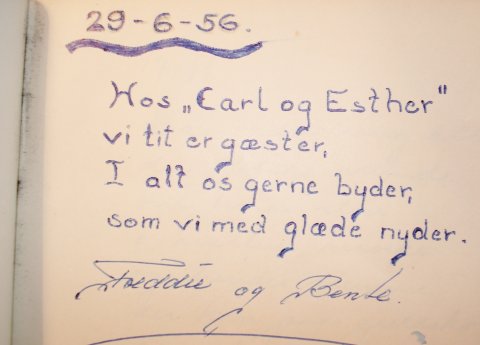 29-6-56.
Hos „Carl og Esther"
vi tit er gæster,
I alt os gerne byder,
som vi med glæde nyder.
Freddie og Bente.